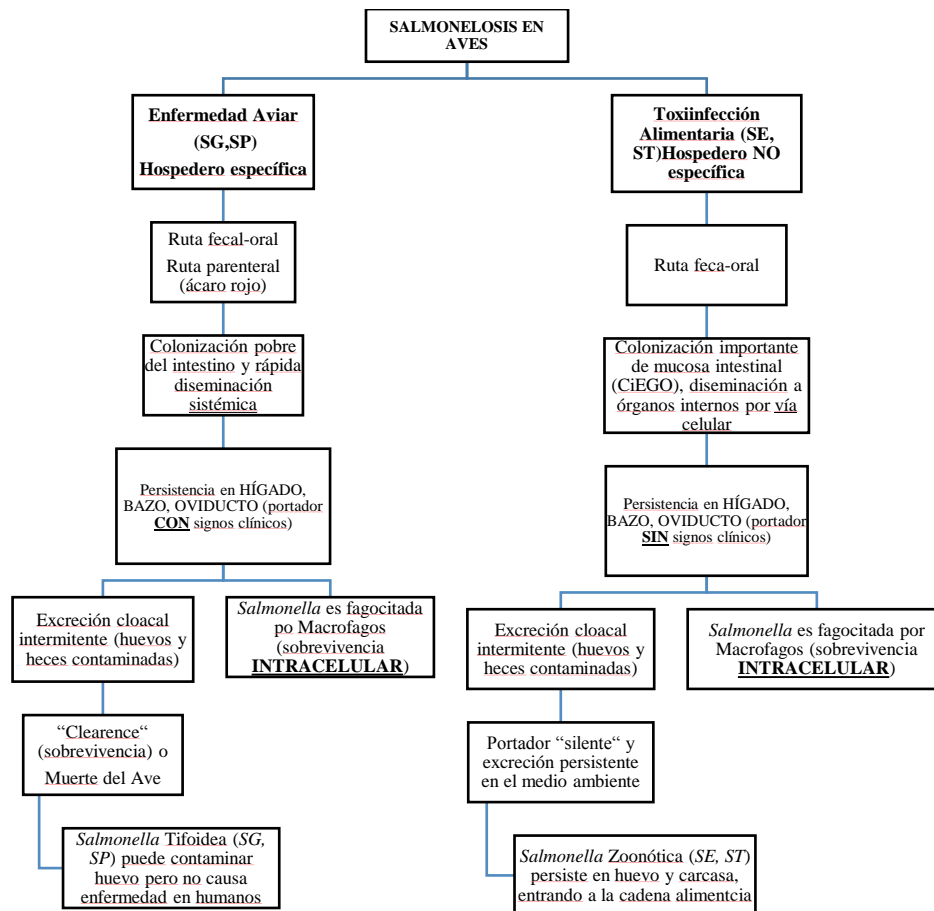 SALMONELOSIS EN
AVES
Enfermedad Aviar
(SG,SP)
Hospedero específica
Ruta fecal-oral
Ruta parenteral
(ácaro rojo)
Colonización pobre
del intestino y rápida
diseminación
sistémica
Persistencia en HÍGADO,
BAZO, OVIDUCTO (portador
CON signos clínicos)
Excreción cloacal
intermitente (huevos y
heces contaminadas)
Salmonella es fagocitada
po Macrofagos
(sobrevivencia
INTRACELULAR)
“Clearence“
(sobrevivencia) o
Muerte del Ave
Salmonella Tifoidea (SG,
SP) puede contaminar
huevo pero no causa
enfermedad en humanos
Toxiinfección
Alimentaria (SE,
ST)Hospedero NO
específica
Ruta feca-oral
Colonización importante
de mucosa intestinal
(CiEGO), diseminación a
órganos internos por vía
celular
Persistencia en HÍGADO,
BAZO, OVIDUCTO (portador
SIN signos clínicos)
Excreción cloacal
intermitente (huevos y
heces contaminadas)
Salmonella es fagocitada por
Macrofagos (sobrevivencia
INTRACELULAR)
Portador “silente“ y
excreción persistente
en el medio ambiente
Salmonella Zoonótica (SE, ST)
persiste en huevo y carcasa,
entrando a la cadena alimentcia